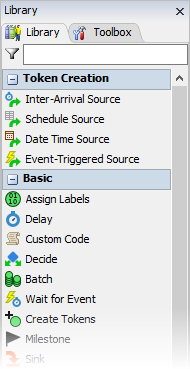 Library
Library Toolbox
Token Creation
Inter-Arrival Source
Schedule Source
Date Time Source
Event-Triggered Source
Basic
Assign Labels
Delay
Custom Code
Decide
Batch
Wait for Event
Create Tokens
Milestone
Sink